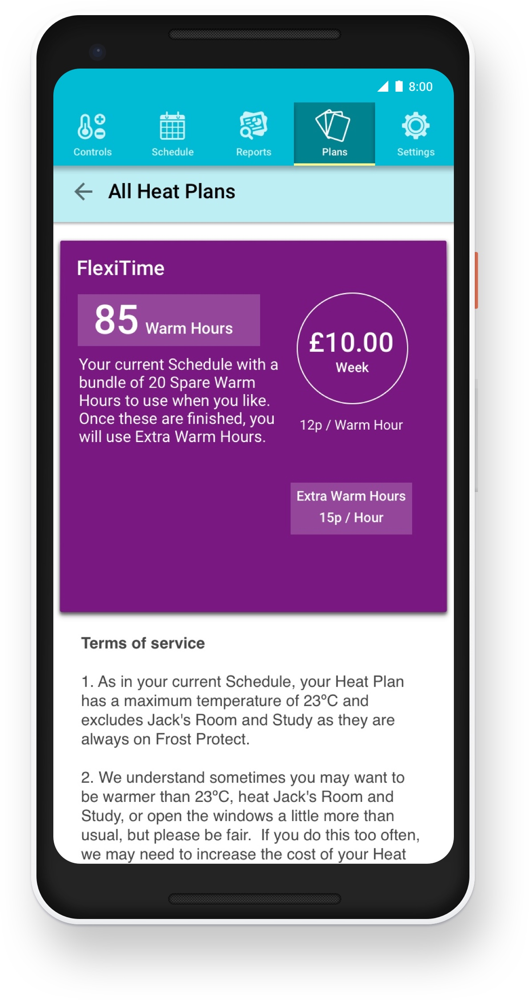 8:00
Controls Schedule Reports Plans Settings
All Heat Plans
FlexiTime
85 Warm Hours
£10.00
Week
Your current Schedule with a
bundle of 20 Spare Warm
Hours to use when you like.
Once these are finished, you
will use Extra Warm Hours.
12p / Warm Hour
Extra Warm Hours
15p / Hour
Terms of service
1. As in your current Schedule, your Heat Plan
has a maximum temperature of 23ºC and
excludes Jack's Room and Study as they are
always on Frost Protect.
2. We understand sometimes you may want to
be warmer than 23ºC, heat Jack's Room and
Study, or open the windows a little more than
usual, but please be fair.  If you do this too often,
we may need to increase the cost of your Heat